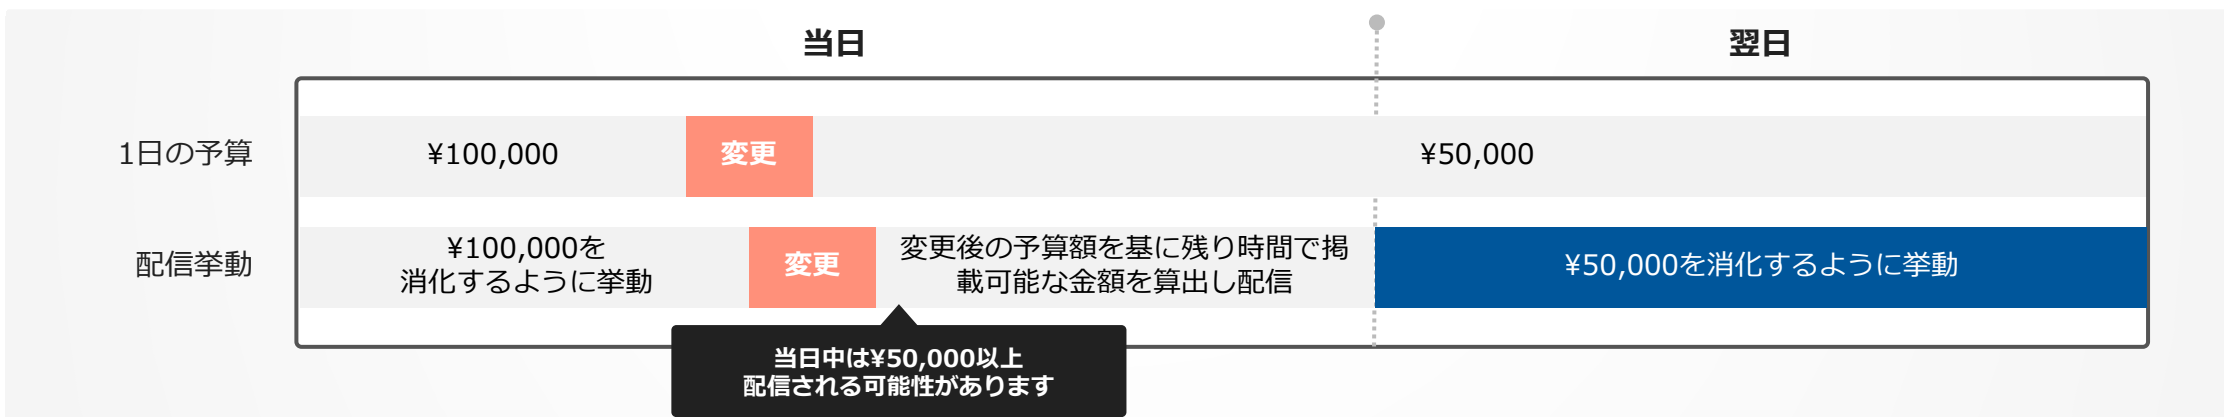 当日
翌日
1日の予算
¥100,000
変更
¥50,000
配信挙動
¥100,000を
消化するように挙動
変更
変更後の予算額を基に残り時間で掲
載可能な金額を算出し配信
¥50,000を消化するように挙動
当日中は¥50,000以上
配信される可能性があります